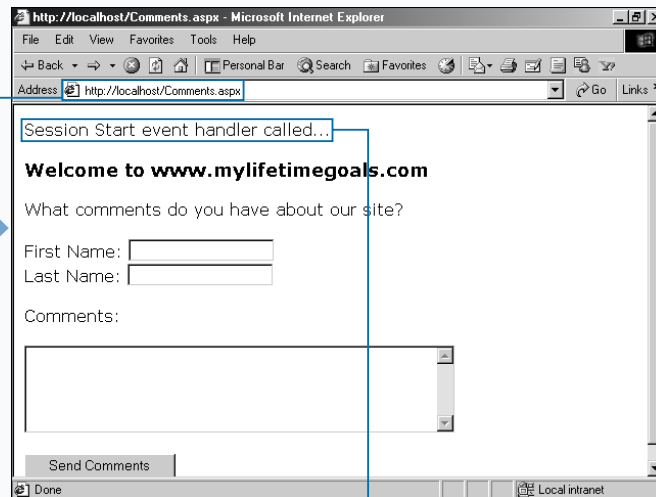 http://localhost/Comments.aspx - Microsoft Internet Explorer
File Edit View Favorites Tools Help
Back Personal Bar Search Favorites
Address http://localhost/Comments.aspx Go Links
Session Start event handler called...
Welcome to www.mylifetimegoals.com
What comments do you have about our site?
First Name:
Last Name:
Comments:
Send Comments
Done Local intranet